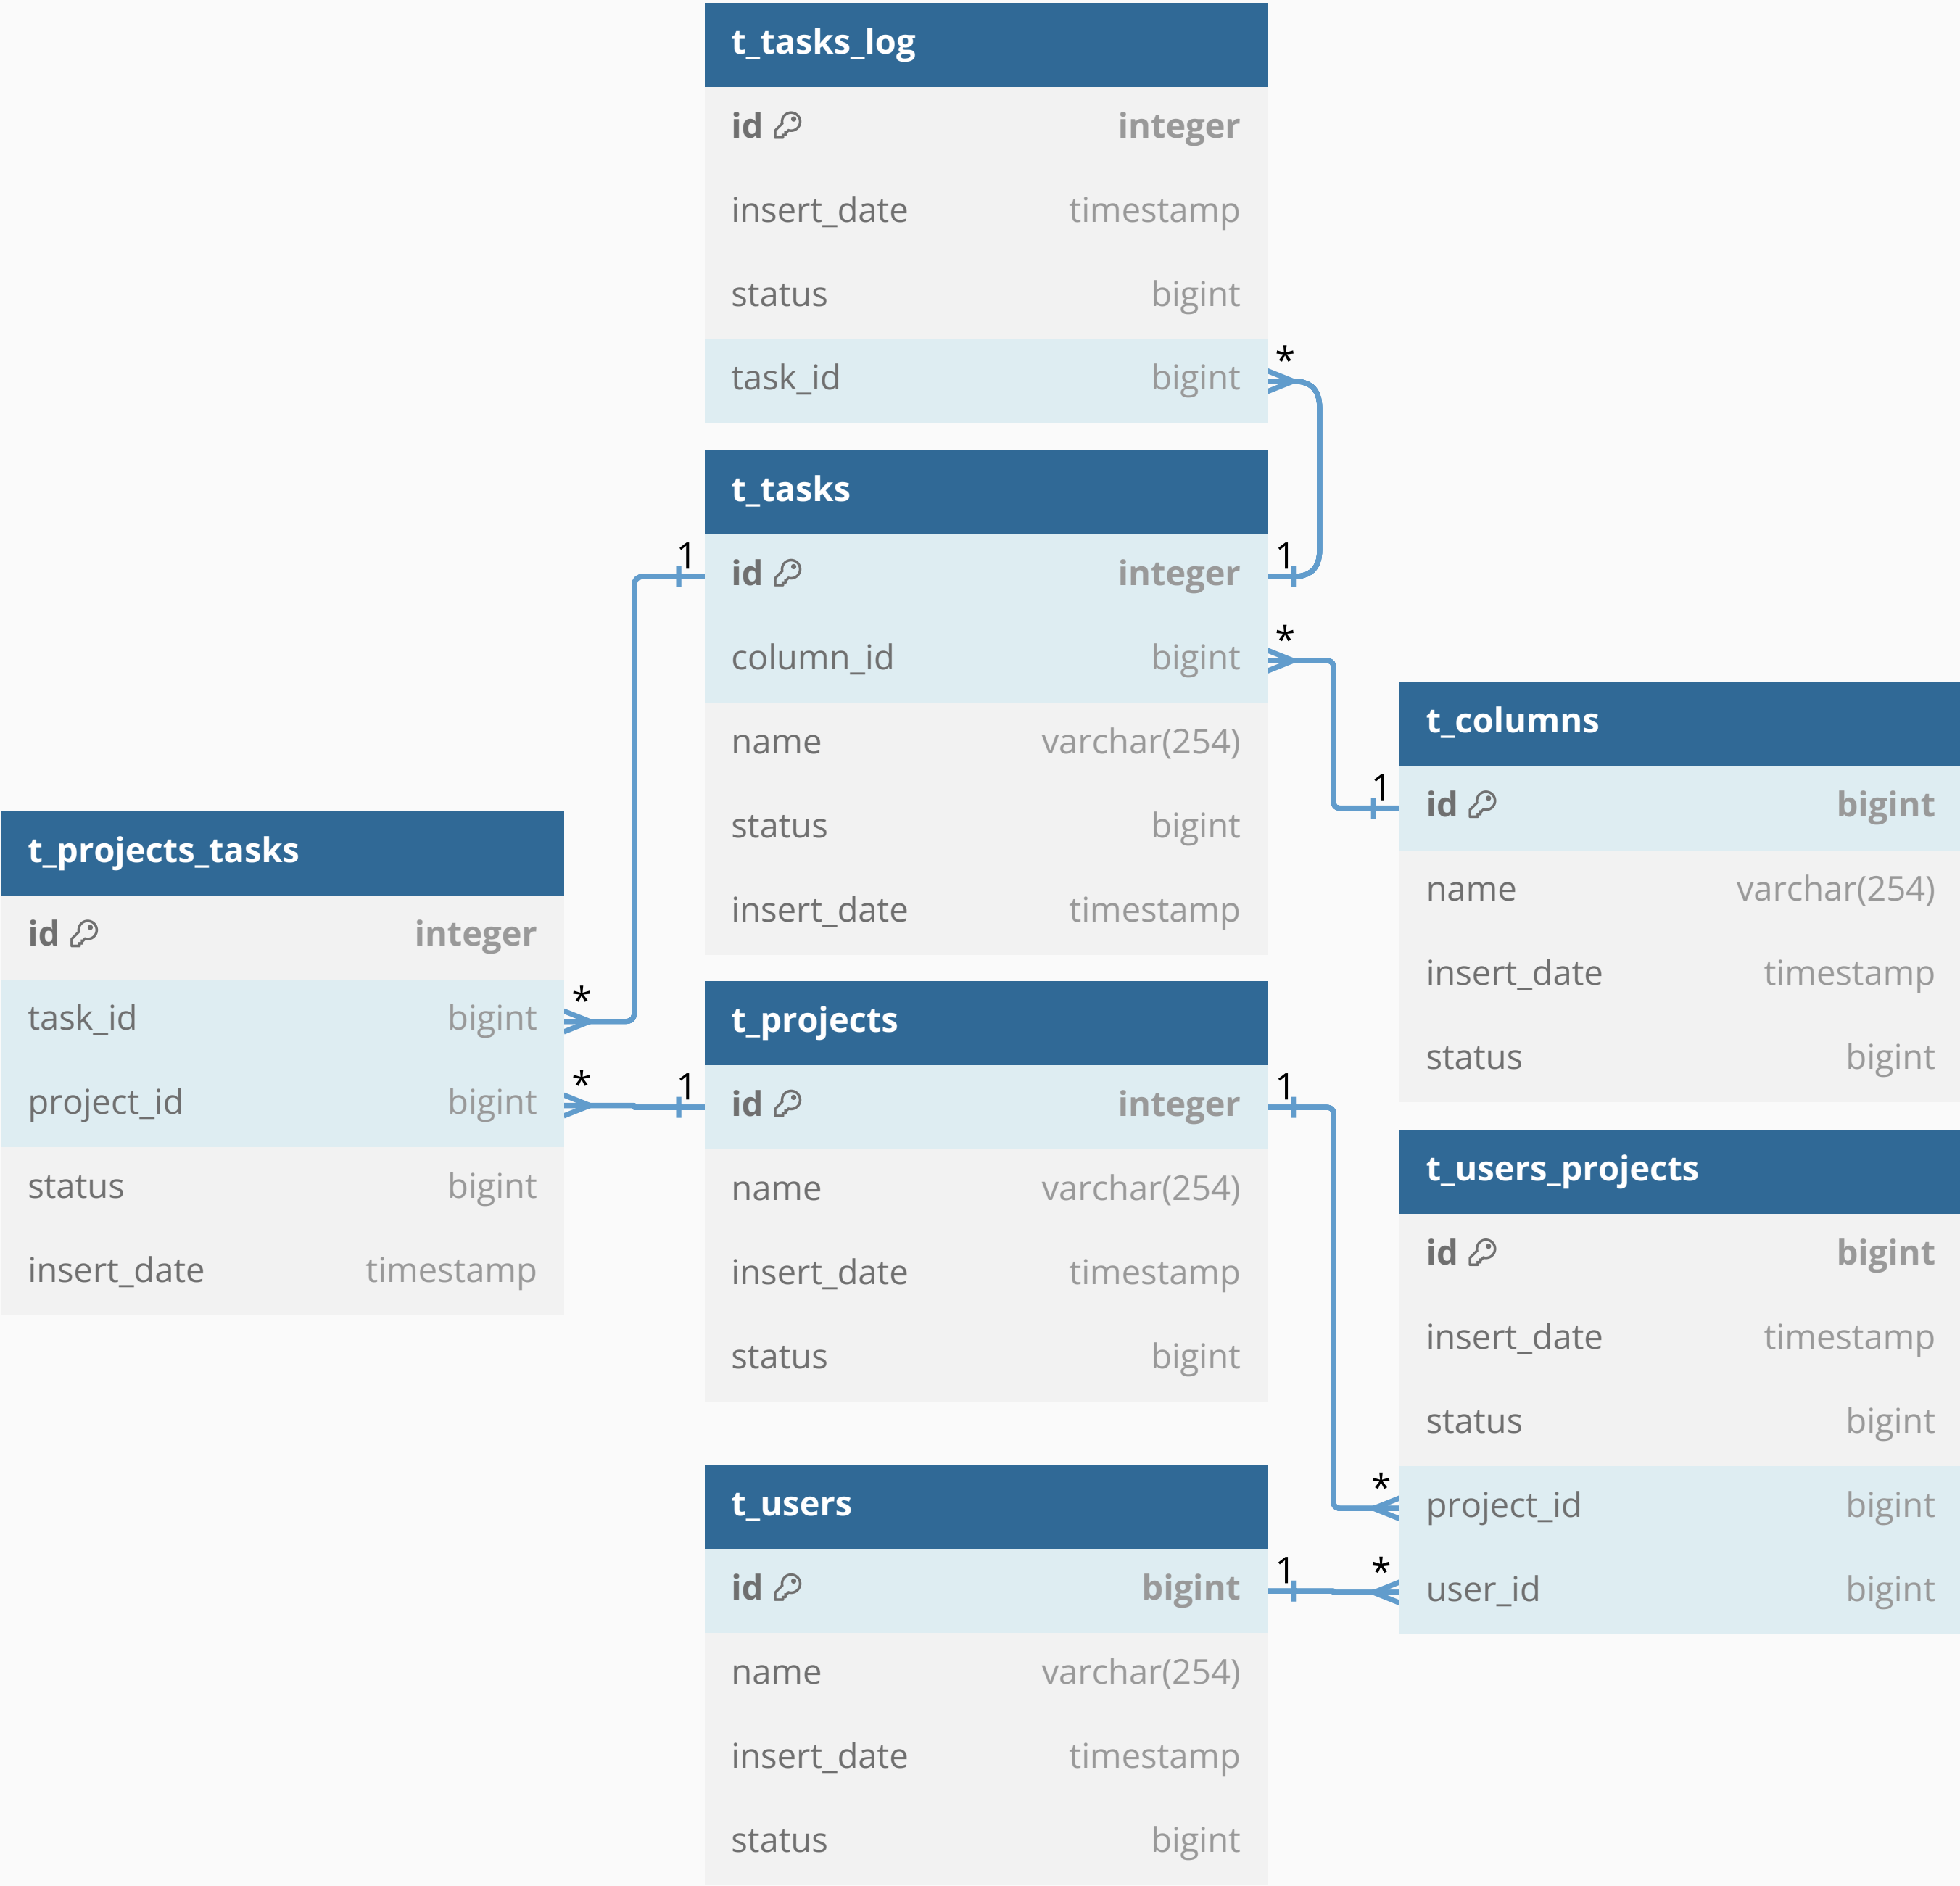 t_tasks_log
id integer
insert_date timestamp
status bigint
task_id bigint
*
t_tasks
1 id integer 1
column_id bigint *
name varchar(254)
status bigint
insert_date timestamp
t_columns
1 id bigint
name varchar(254)
insert_date timestamp
status bigint
t_projects_tasks
id integer
task_id bigint *
project_id bigint *
status bigint
insert_date timestamp
t_projects
1 id integer 1
name varchar(254)
insert_date timestamp
status bigint
t_users_projects
id bigint
insert_date timestamp
status bigint
* project_id bigint
* user_id bigint
t_users
id bigint 1
name varchar(254)
insert_date timestamp
status bigint